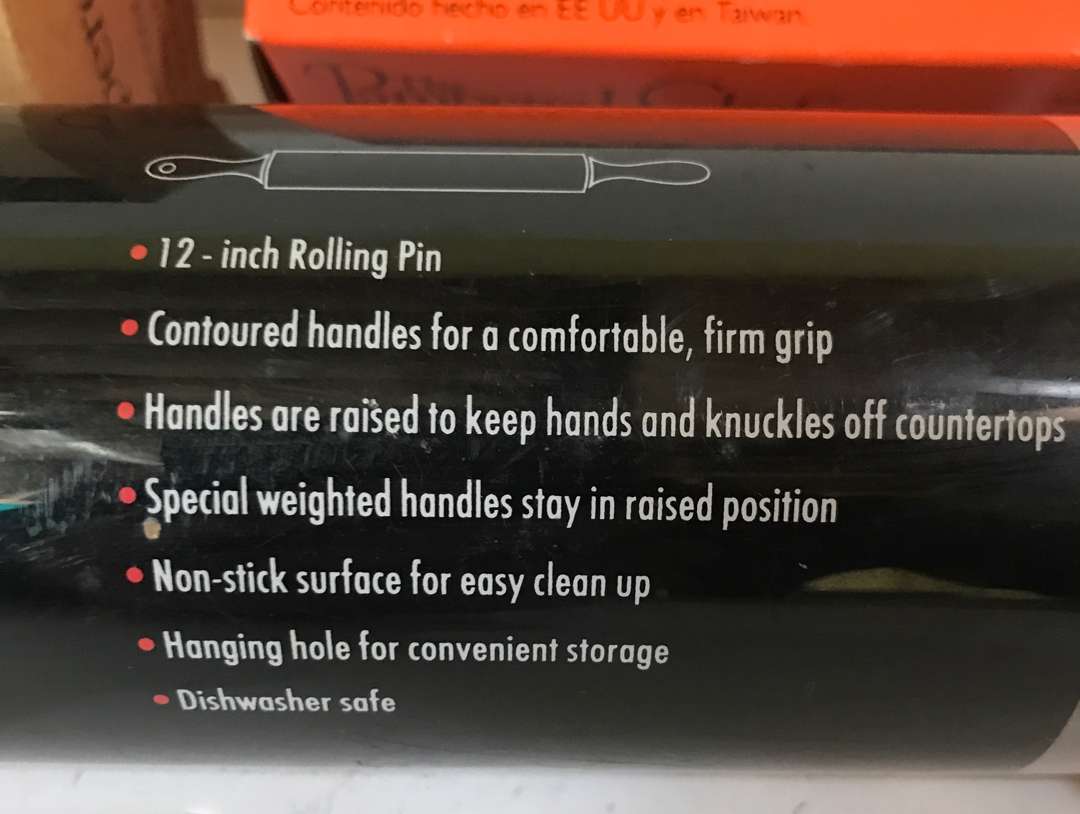 Contenido hecho en EE UU y en Taiwan
12 - inch Rolling Pin
Contoured handles for a comfortable, firm grip
Handles are raised to keep hands and knuckles off countertops
Special weighted handles stay in raised position
Non-stick surface for easy clean up
Hanging hole for convenient storage
Dishwasher safe